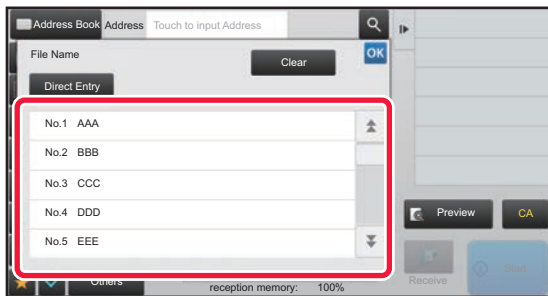 Address Book Address Touch to input Address
File Name
Clear
OK
Direct Entry
No.1 AAA
No.2 BBB
No.3 CCC
No.4 DDD
No.5 EEE
Preview
CA
Others
reception memory: 100%
Receive
Start